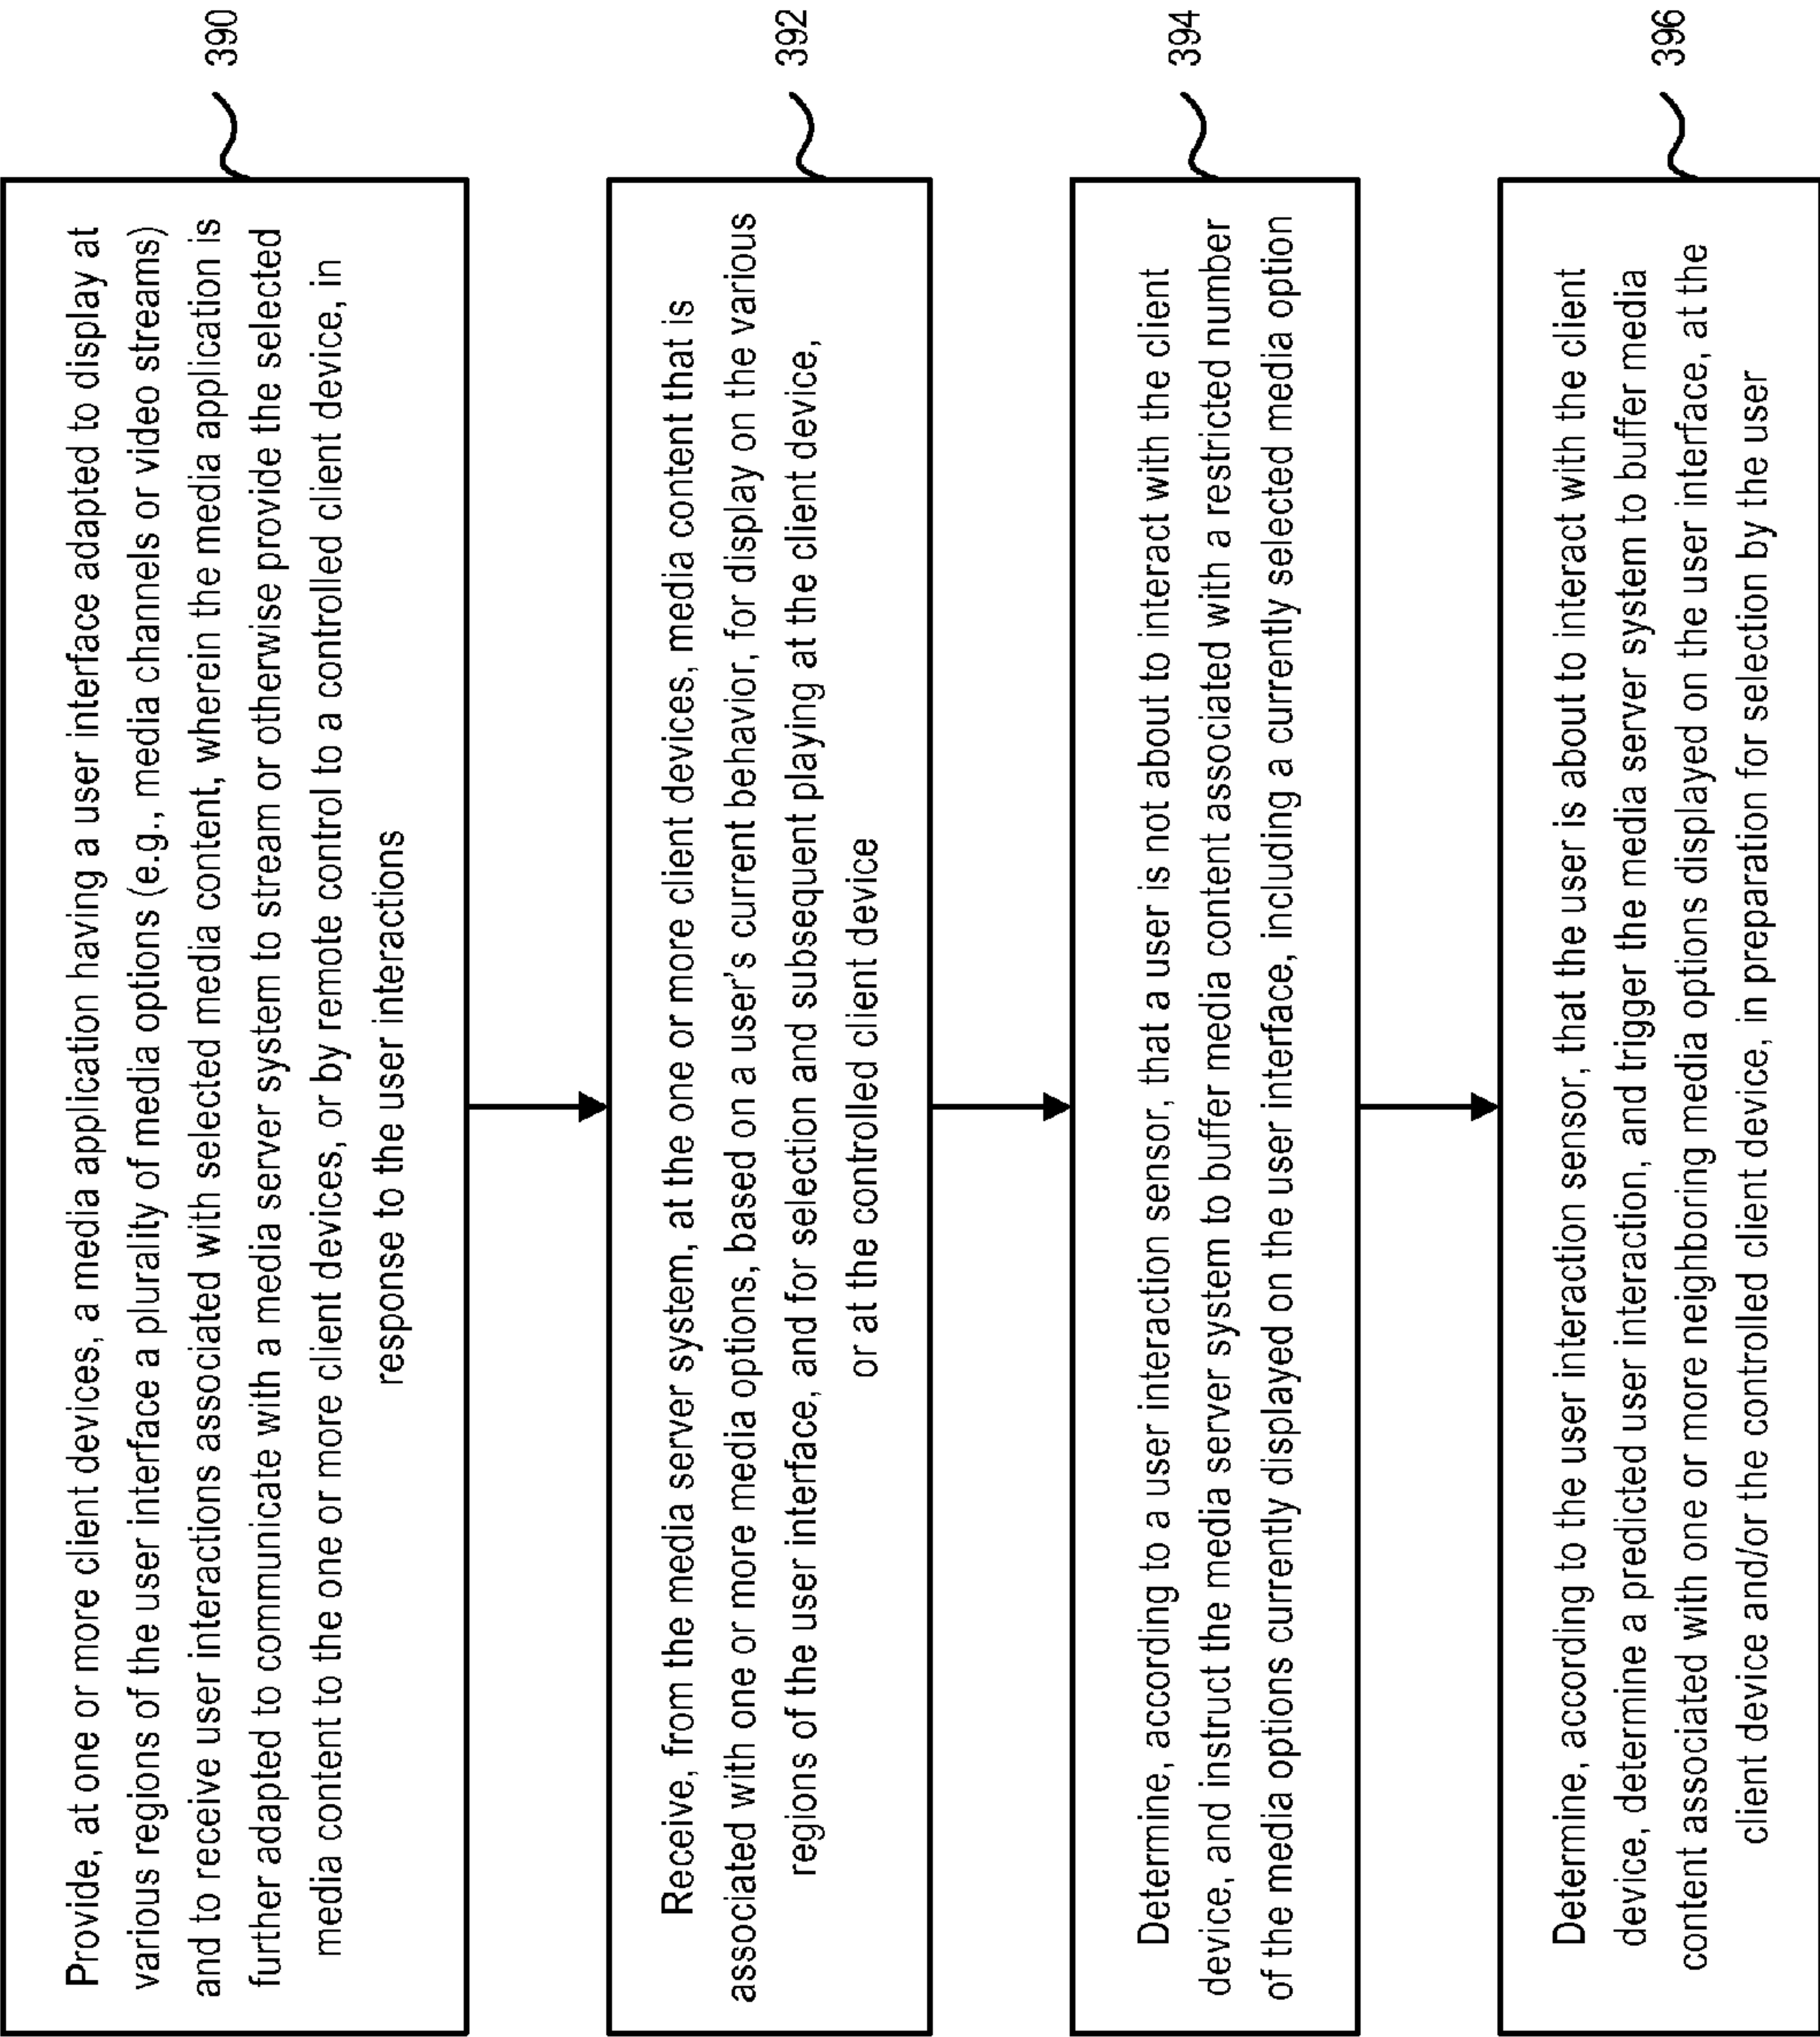 Provide, at one or more client devices, a media application having a user interface adapted to display at
various regions of the user interface a plurality of media options (e.g., media channels or video streams)
and to receive user interactions associated with selected media content, wherein the media application is
further adapted to communicate with a media server system to stream or otherwise provide the selected
media content to the one or more client devices, or by remote control to a controlled client device, in
response to the user interactions
390
Receive, from the media server system, at the one or more client devices, media content that is
associated with one or more media options, based on a user's current behavior, for display on the various
regions of the user interface, and for selection and subsequent playing at the client device,
or at the controlled client device
392
Determine, according to a user interaction sensor, that a user is not about to interact with the client
device, and instruct the media server system to buffer media content associated with a restricted number
of the media options currently displayed on the user interface, including a currently selected media option
394
Determine, according to the user interaction sensor, that the user is about to interact with the client
device, determine a predicted user interaction, and trigger the media server system to buffer media
content associated with one or more neighboring media options displayed on the user interface, at the
client device and/or the controlled client device, in preparation for selection by the user
396